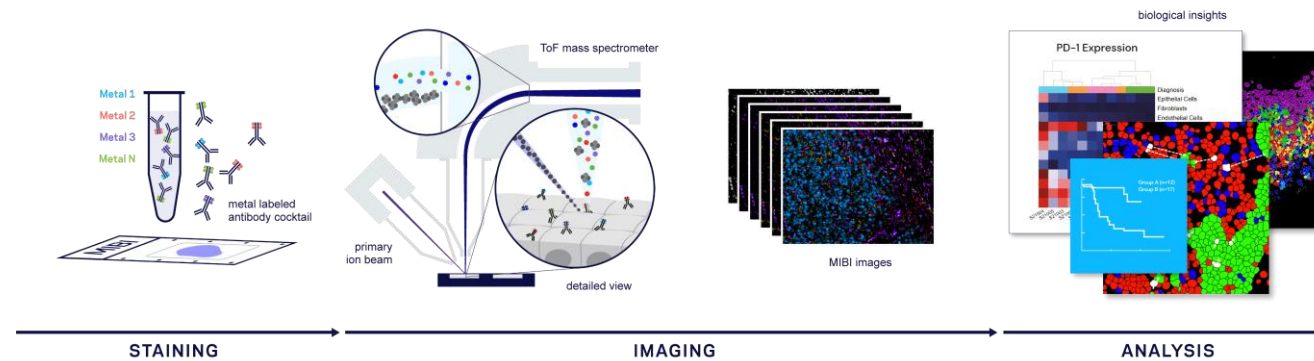 Metal 1
Metal 2
Metal 3
Metal N
metal labeled
antibody cocktail
MIBI
STAINING
ToF mass spectrometer
primary
ion beam
detailed view
MIBI images
IMAGING
biological insights
PD-1 Expression
Diagnosis
Epithelial Cells
Fibroblasts
Endothelial Cells
Group A (n=12)
Group B (n=17)
ANALYSIS